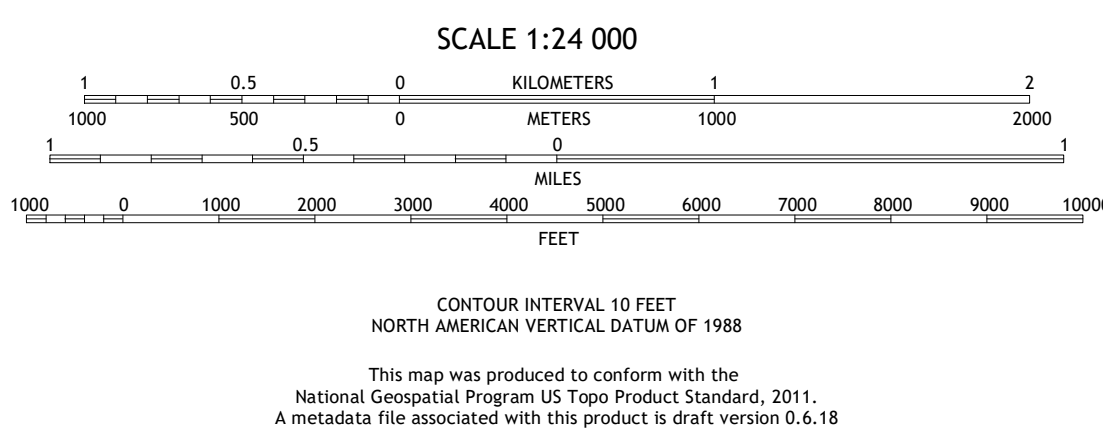 SCALE 1:24 000
1 0.5 0 KILOMETERS 1 2
1000 500 0 METERS 1000 2000
1 0.5 0 1
MILES
1000 0 1000 2000 3000 4000 5000 6000 7000 8000 9000 10000
FEET
CONTOUR INTERVAL 10 FEET
NORTH AMERICAN VERTICAL DATUM OF 1988
This map was produced to conform with the
National Geospatial Program US Topo Product Standard, 2011.
A metadata file associated with this product is draft version 0.6.18